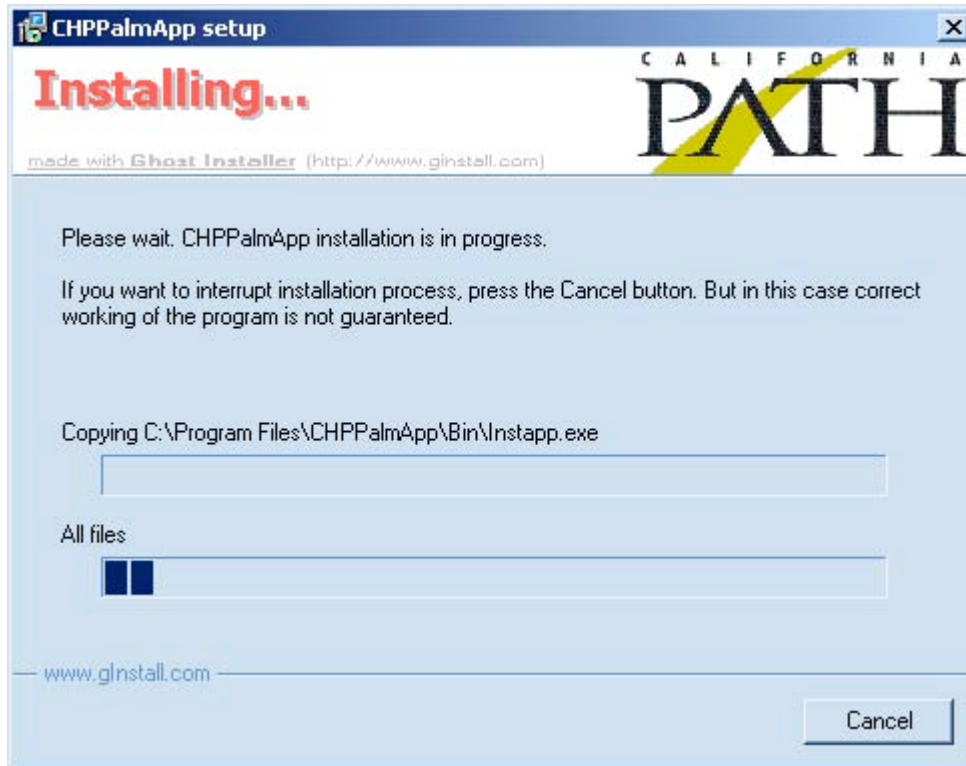 CHPPalmApp setup
Installing...
CALIFORNIA
PATH
made with Ghost Installer (http://www.ginstall.com)
Please wait. CHPPalmApp installation is in progress.
If you want to interrupt installation process, press the Cancel button. But in this case correct
working of the program is not guaranteed.
Copying C:\Program Files\CHPPalmApp\Bin\Instapp.exe
All files
www.gInstall.com
Cancel